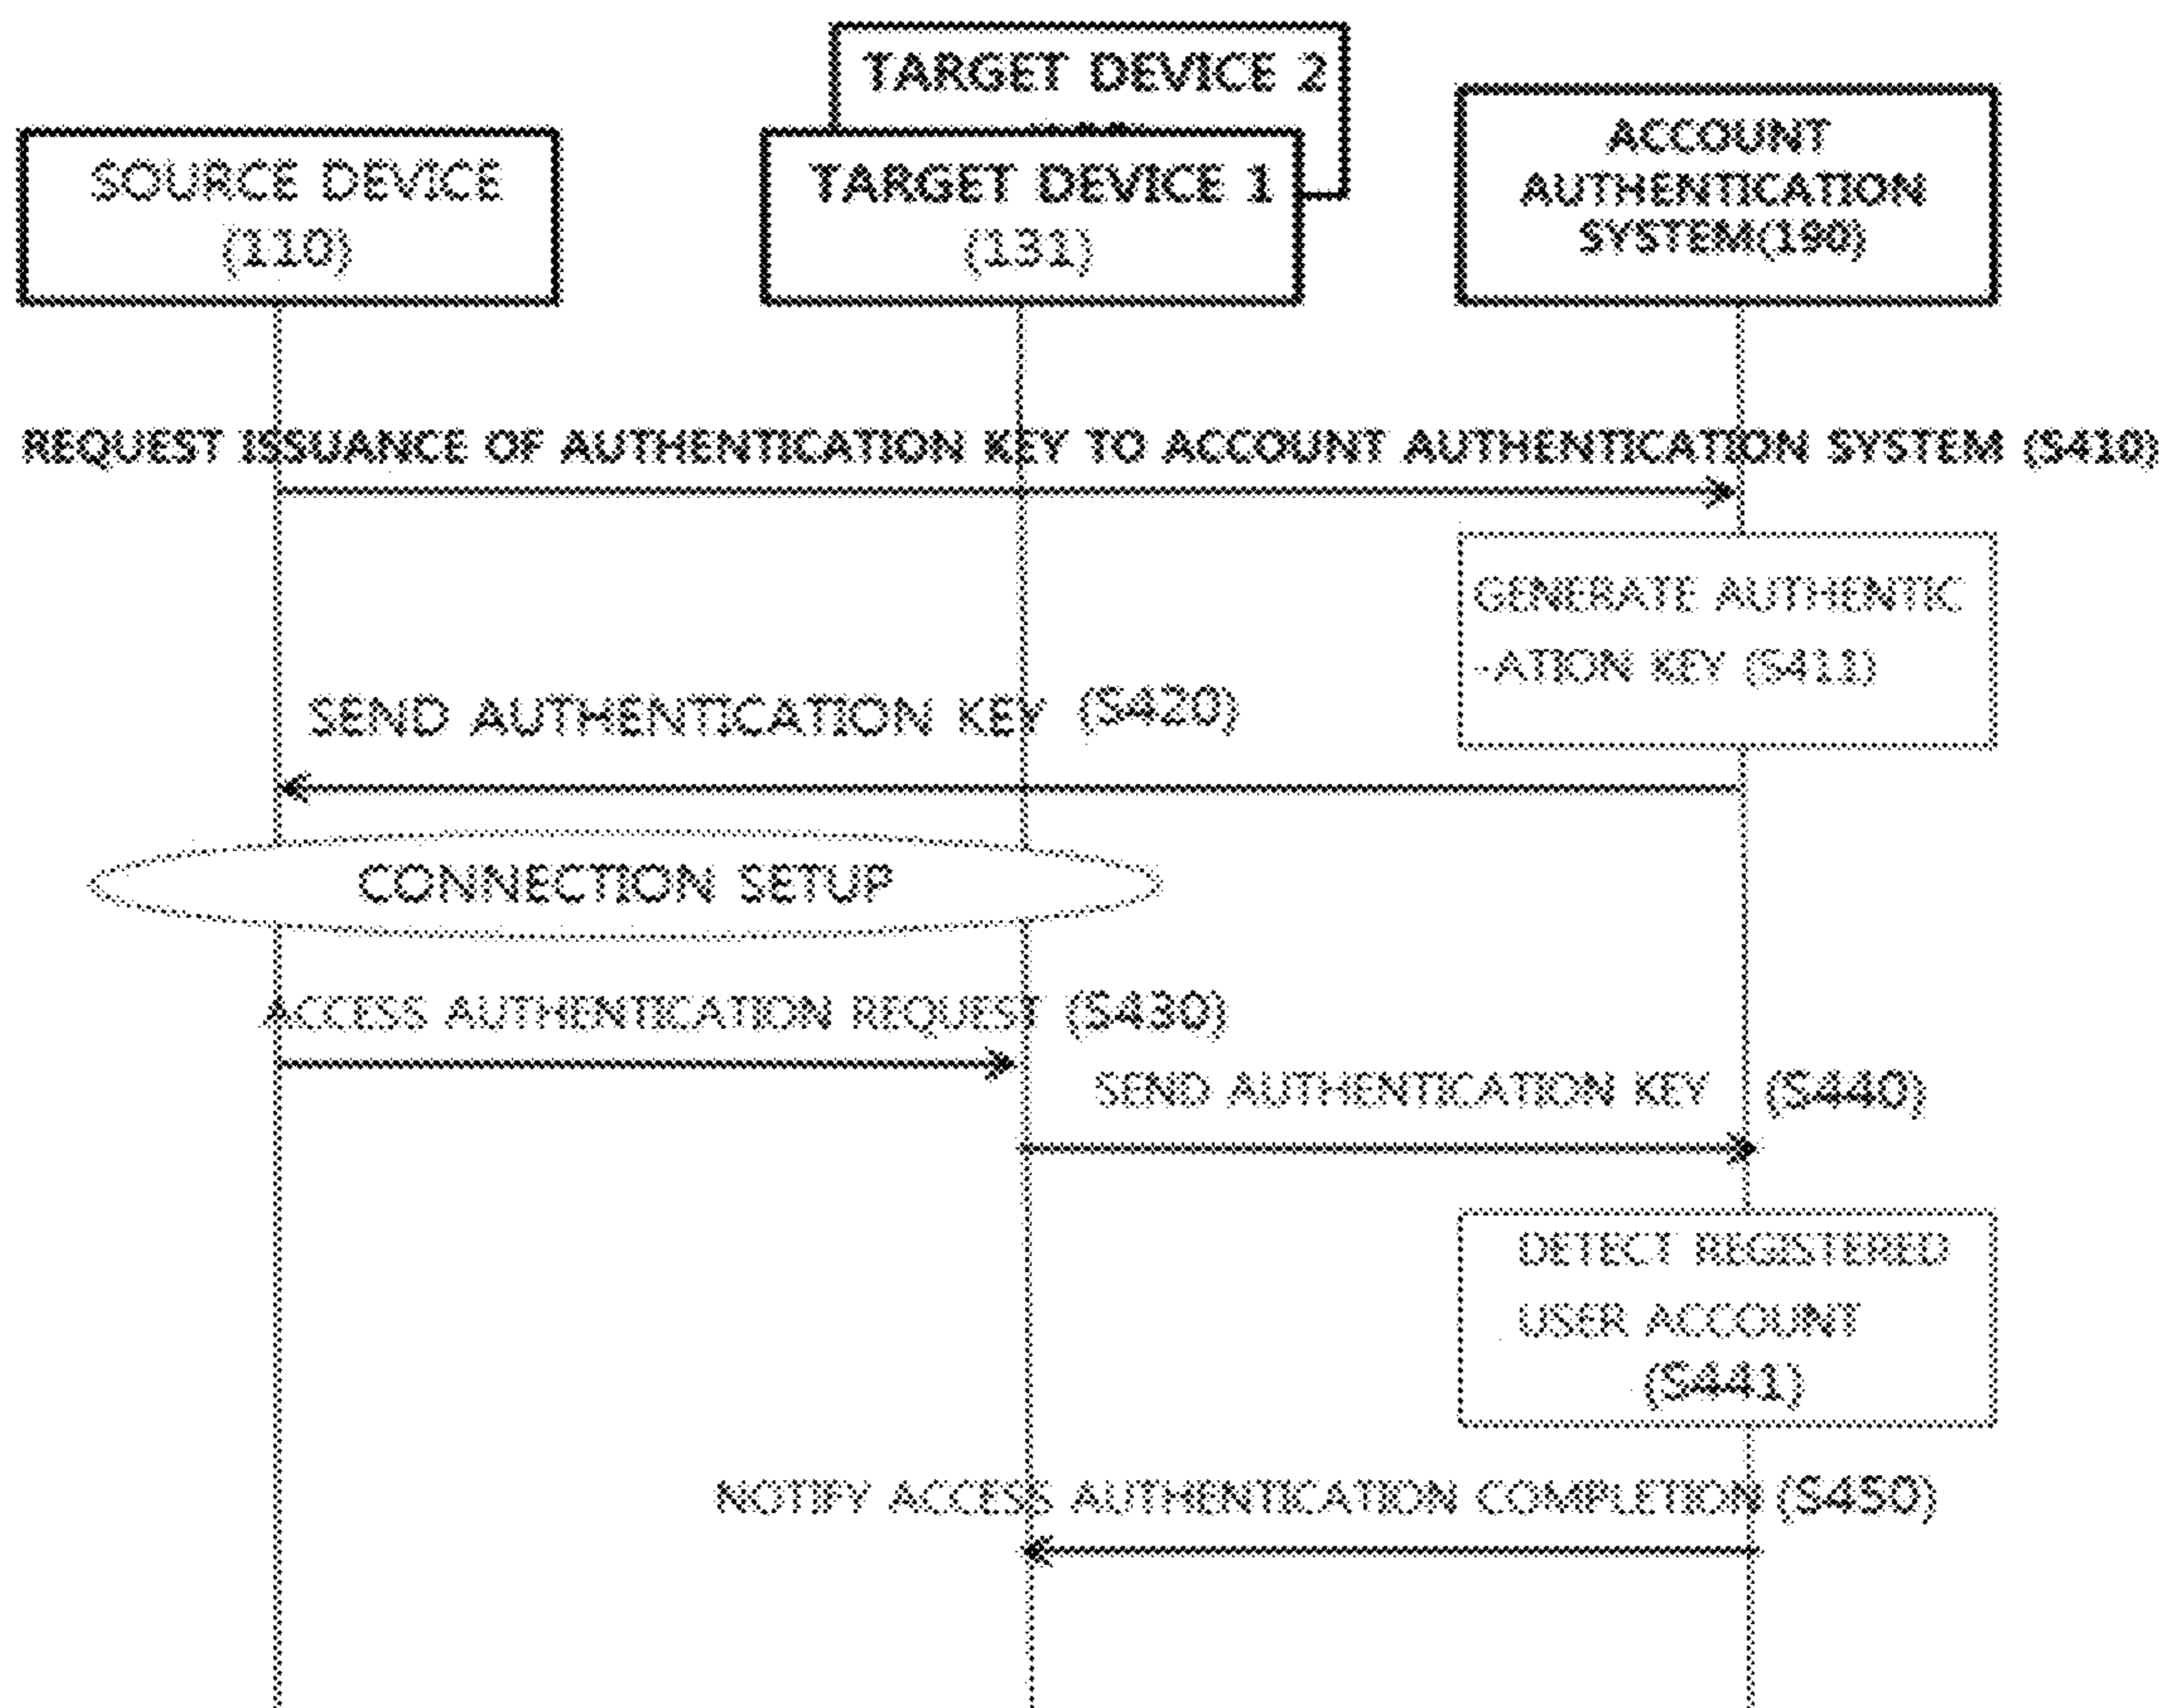 TARGET DEVICE 2
SOURCE DEVICE
(110)
TARGET DEVICE 1
(131)
ACCOUNT
AUTHENTICATION
SYSTEM(190)
REQUEST ISSUANCE OF AUTHENTICATION KEY TO ACCOUNT AUTHENTICATION SYSTEM (S410)
GENERATE AUTHENTIC
-ATION KEY (S411)
SEND AUTHENTICATION KEY (S420)
CONNECTION SETUP
ACCESS AUTHENTICATION REQUEST (S430)
SEND AUTHENTICATION KEY (S440)
DETECT REGISTERED
USER ACCOUNT
(S441)
NOTIFY ACCESS AUTHENTICATION COMPLETION (S450)